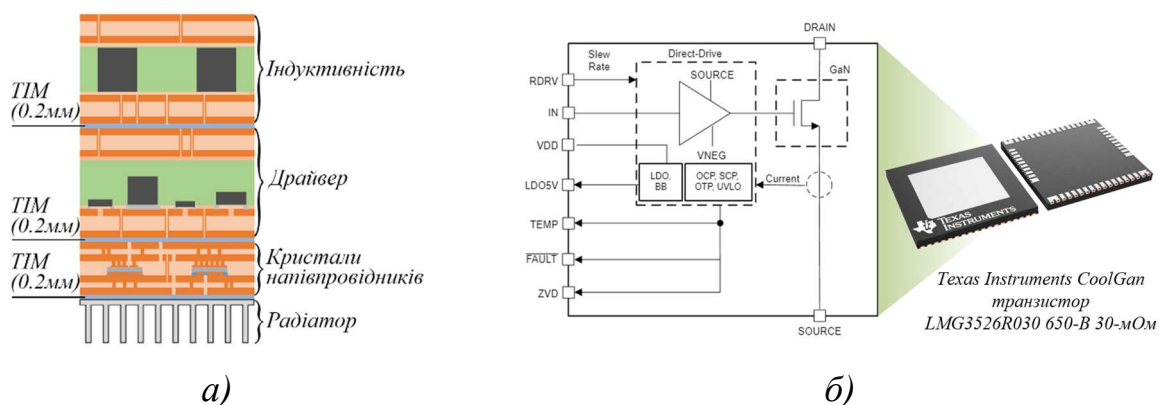 TIM
(0.2мм)
TIM
(0.2мм)
TIM
(0.2мм)
Індуктивність
Драйвер
Кристали
напівпровідників
Радіатор
а)
DRAIN
Slew
Rate
Direct-Drive
RDRV
SOURCE
GaN
IN
VDD
VNEG
LDO,
BB
OCP, SCP,
OTP, UVLO
Current
LDO5V
TEMP
FAULT
ZVD
SOURCE
TEXAS
INSTRUMENTS
Texas Instruments CoolGan
транзистор
LMG3526R030 650-В 30-мОм
б)